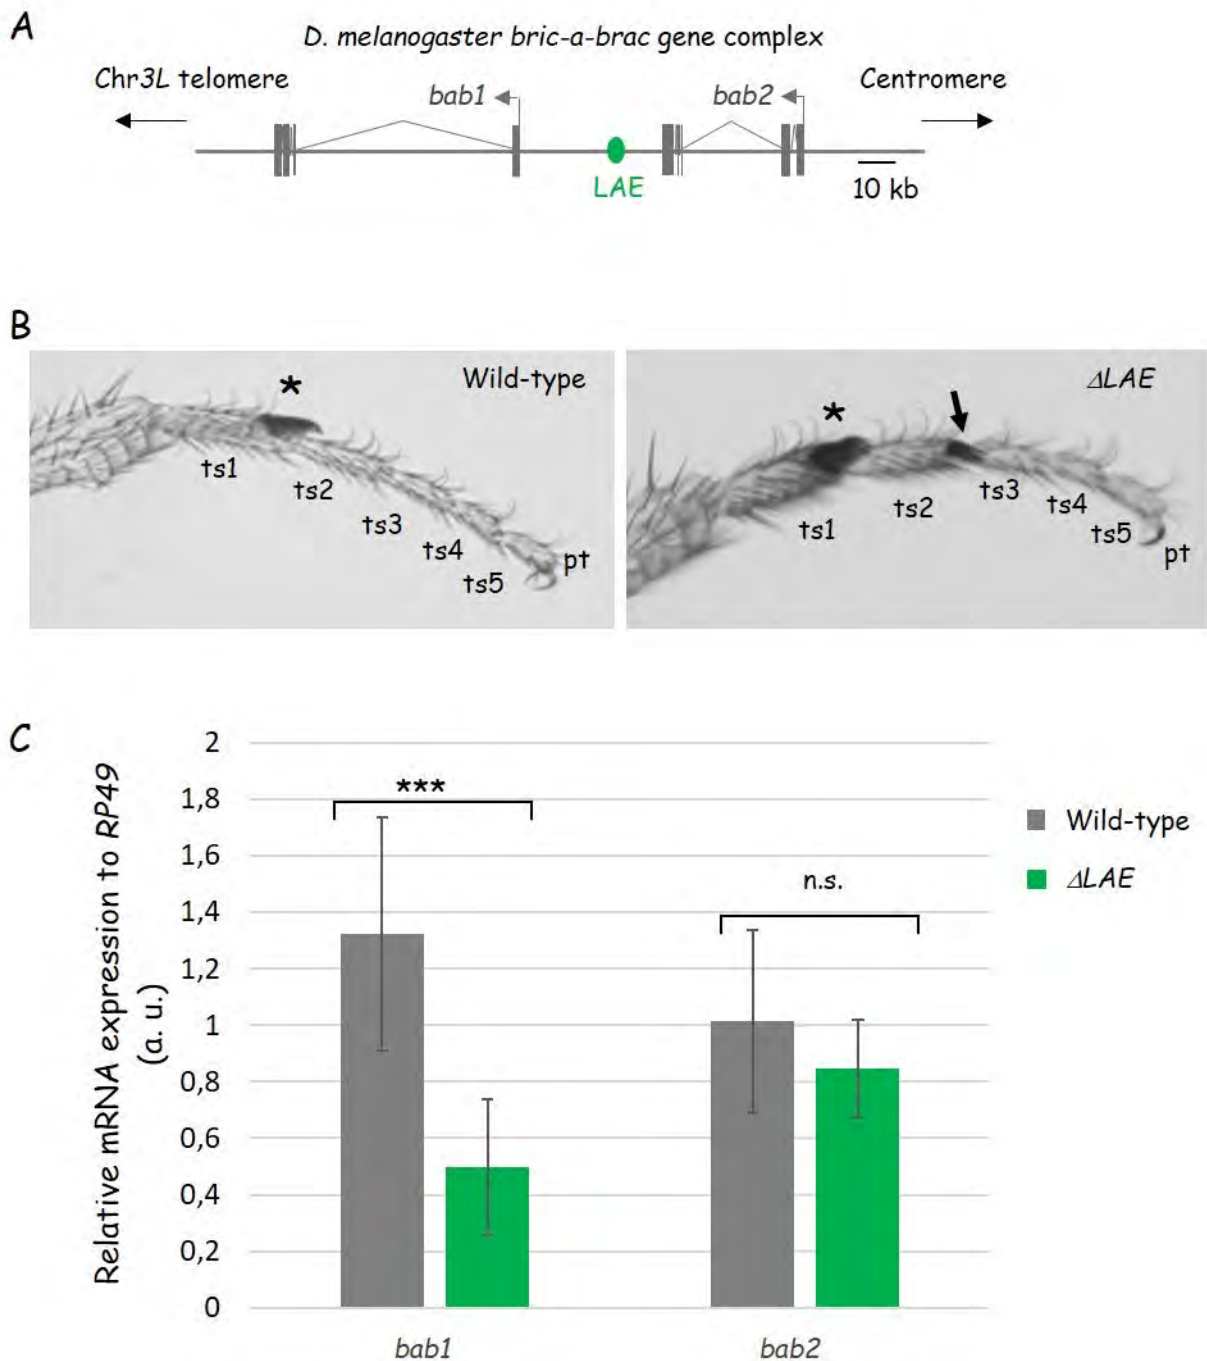 A
D. melanogaster bric-a-brac gene complex
Chr3L telomere
Centromere
bab1
bab2
LAE
10 kb
B
*
Wild-type
ts1
ts2
ts3
ts4
ts5
pt
*
ΔLAE
ts1
ts2
ts3
ts4
ts5
pt
C
Relative mRNA expression to RP49
(a. u.)
2
1,8
1,6
1,4
1,2
1
0,8
0,6
0,4
0,2
0
***
n.s.
Wild-type
ΔLAE
bab1
bab2